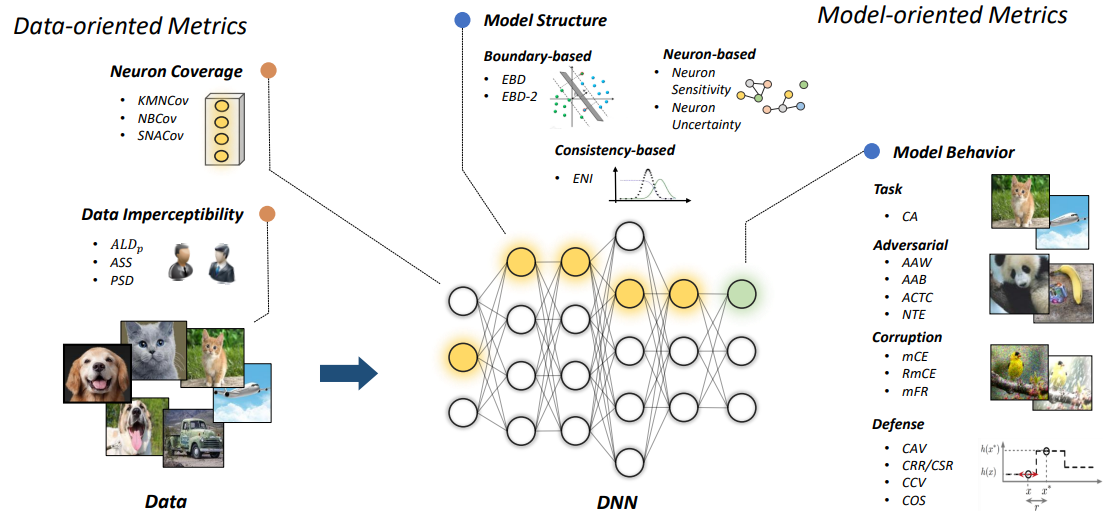 Data-oriented Metrics
Neuron Coverage
• KMNCov
• NBCov
• SNACov
Data Imperceptibility
• ALDp
• ASS
• PSD
Data
Model Structure
Boundary-based
• EBD
• EBD-2
Neuron-based
• Neuron
Sensitivity
• Neuron
Uncertainty
Consistency-based
• ENI
DNN
Model-oriented Metrics
Model Behavior
Task
• CA
Adversarial
• AAW
• AAB
• ACTC
• NTE
Corruption
• mCE
• RmCE
• mFR
Defense
• CAV
• CRR/CSR
• CCV
• COS
h(x*)
h(x)
x x*
r